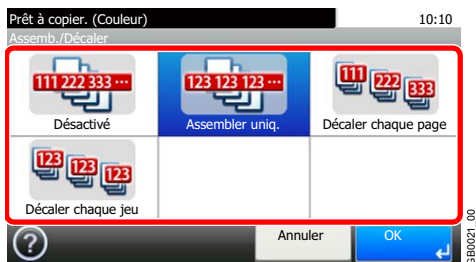 Prêt à copier. (Couleur) 10:10
Assemb./Décaler
111 222 333 ...
123 123 123 ...
111 222 333
Désactivé
Assembler uniq.
Décaler chaque page
123 123 123
Décaler chaque jeu
?
Annuler
OK